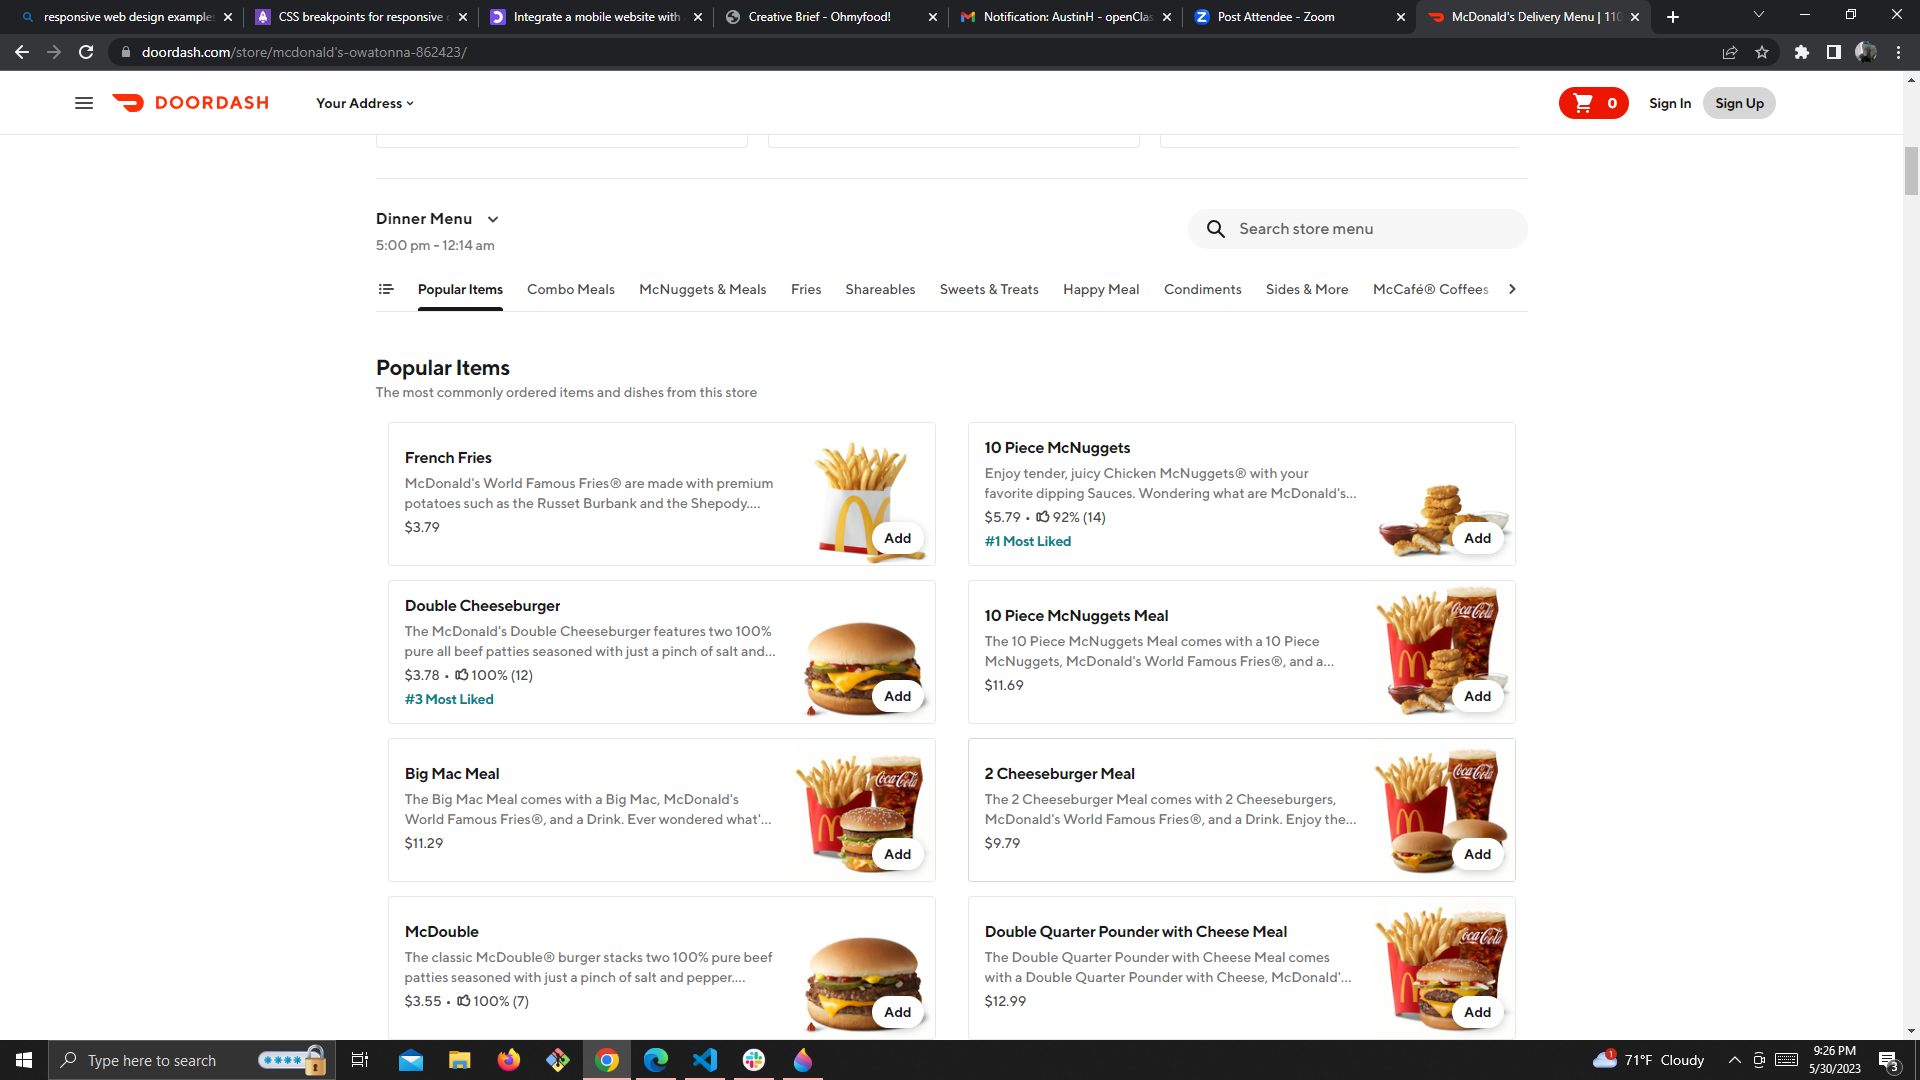 responsive web design examples
CSS breakpoints for responsive
Integrate a mobile website with
Creative Brief - Ohmyfood!
Notification: AustinH - openClas
Post Attendee - Zoom
McDonald's Delivery Menu | 110
doordash.com/store/mcdonald's-owatonna-862423/
DOORDASH
Your Address
0
Sign In
Sign Up
Dinner Menu
5:00 pm - 12:14 am
Search store menu
Popular Items
Combo Meals
McNuggets & Meals
Fries
Shareables
Sweets & Treats
Happy Meal
Condiments
Sides & More
McCafé® Coffees
Popular Items
The most commonly ordered items and dishes from this store
French Fries
McDonald's World Famous Fries® are made with premium
potatoes such as the Russet Burbank and the Shepody....
$3.79
Add
10 Piece McNuggets
Enjoy tender, juicy Chicken McNuggets® with your
favorite dipping Sauces. Wondering what are McDonald's...
$5.79 • 92% (14)
#1 Most Liked
Add
Double Cheeseburger
The McDonald's Double Cheeseburger features two 100%
pure all beef patties seasoned with just a pinch of salt and...
$3.78 • 100% (12)
#3 Most Liked
Add
10 Piece McNuggets Meal
The 10 Piece McNuggets Meal comes with a 10 Piece
McNuggets, McDonald's World Famous Fries®, and a...
$11.69
Coca-Cola
Add
Big Mac Meal
The Big Mac Meal comes with a Big Mac, McDonald's
World Famous Fries®, and a Drink. Ever wondered what'...
$11.29
Coca-Cola
Add
2 Cheeseburger Meal
The 2 Cheeseburger Meal comes with 2 Cheeseburgers,
McDonald's World Famous Fries®, and a Drink. Enjoy the...
$9.79
Coca-Cola
Add
McDouble
The classic McDouble® burger stacks two 100% pure beef
patties seasoned with just a pinch of salt and pepper....
$3.55 • 100% (7)
Add
Double Quarter Pounder with Cheese Meal
The Double Quarter Pounder with Cheese Meal comes
with a Double Quarter Pounder with Cheese, McDonald'...
$12.99
Coca-Cola
Add
Type here to search
1
71°F Cloudy
9:26 PM
5/30/2023
3